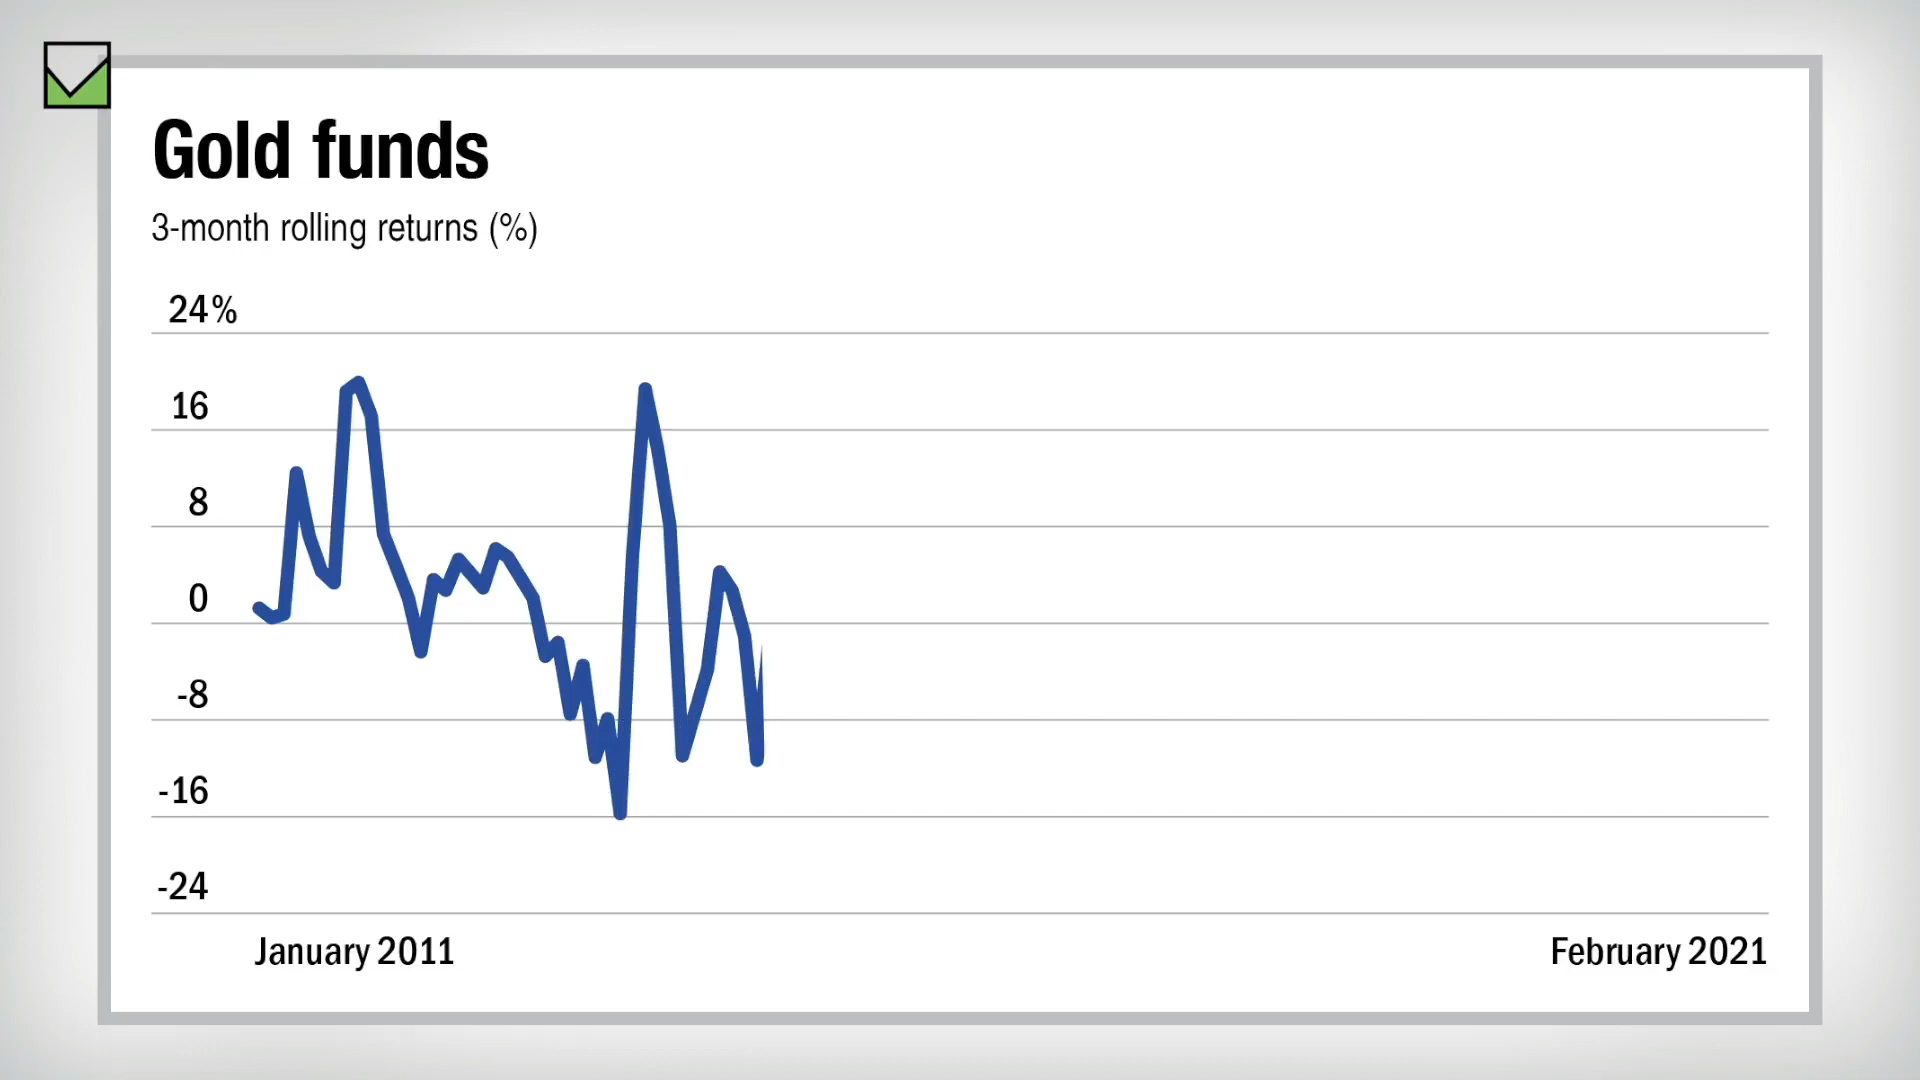 Gold funds
3-month rolling returns (%)
24%
16
8
0
-8
-16
-24
January 2011
February 2021